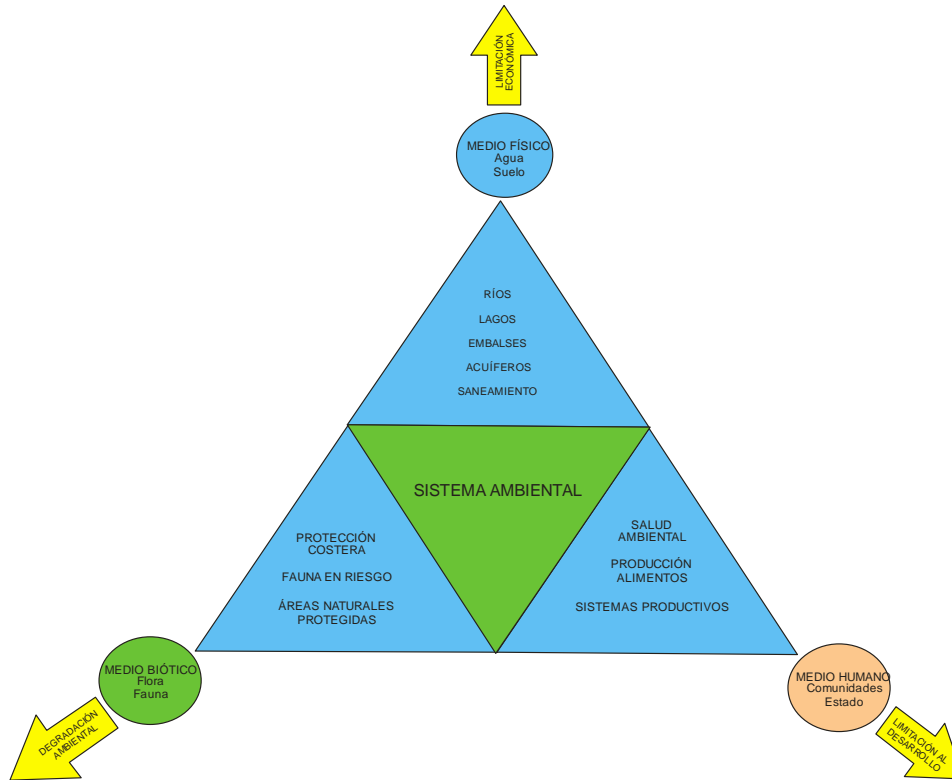 LIMITACIÓN
ECONÓMICA
MEDIO FÍSICO
Agua
Suelo
RÍOS
LAGOS
EMBALSES
ACUÍFEROS
SANEAMIENTO
SISTEMA AMBIENTAL
PROTECCIÓN
COSTERA
FAUNA EN RIESGO
ÁREAS NATURALES
PROTEGIDAS
SALUD
AMBIENTAL
PRODUCCIÓN
ALIMENTOS
SISTEMAS PRODUCTIVOS
MEDIO BIÓTICO
Flora
Fauna
MEDIO HUMANO
Comunidades
Estado
DEGRADACIÓN
AMBIENTAL
LIMITACIÓN AL
DESARROLLO